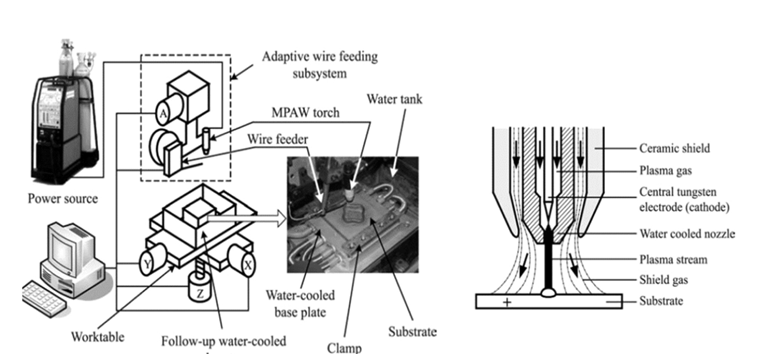 Adaptive wire feeding
subsystem
A
MPAW torch
Water tank
Wire feeder
Power source
Y
X
Z
Water-cooled
base plate
Worktable
Follow-up water-cooled
Clamp
Substrate
Ceramic shield
Plasma gas
Central tungsten
electrode (cathode)
Water cooled nozzle
Plasma stream
Shield gas
+
Substrate